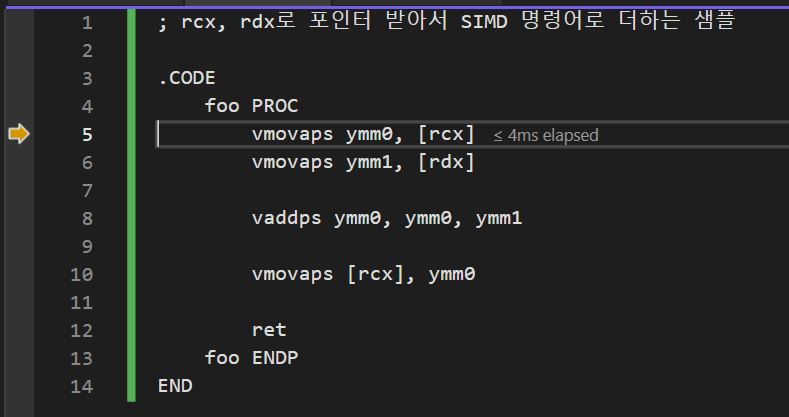 1 ; rcx, rdx로 포인터 받아서 SIMD 명령어로 더하는 샘플
2
3 .CODE
4 foo PROC
5 vmovaps ymm0, [rcx] ≤ 4ms elapsed
6 vmovaps ymm1, [rdx]
7
8 vaddps ymm0, ymm0, ymm1
9
10 vmovaps [rcx], ymm0
11
12 ret
13 foo ENDP
14 END